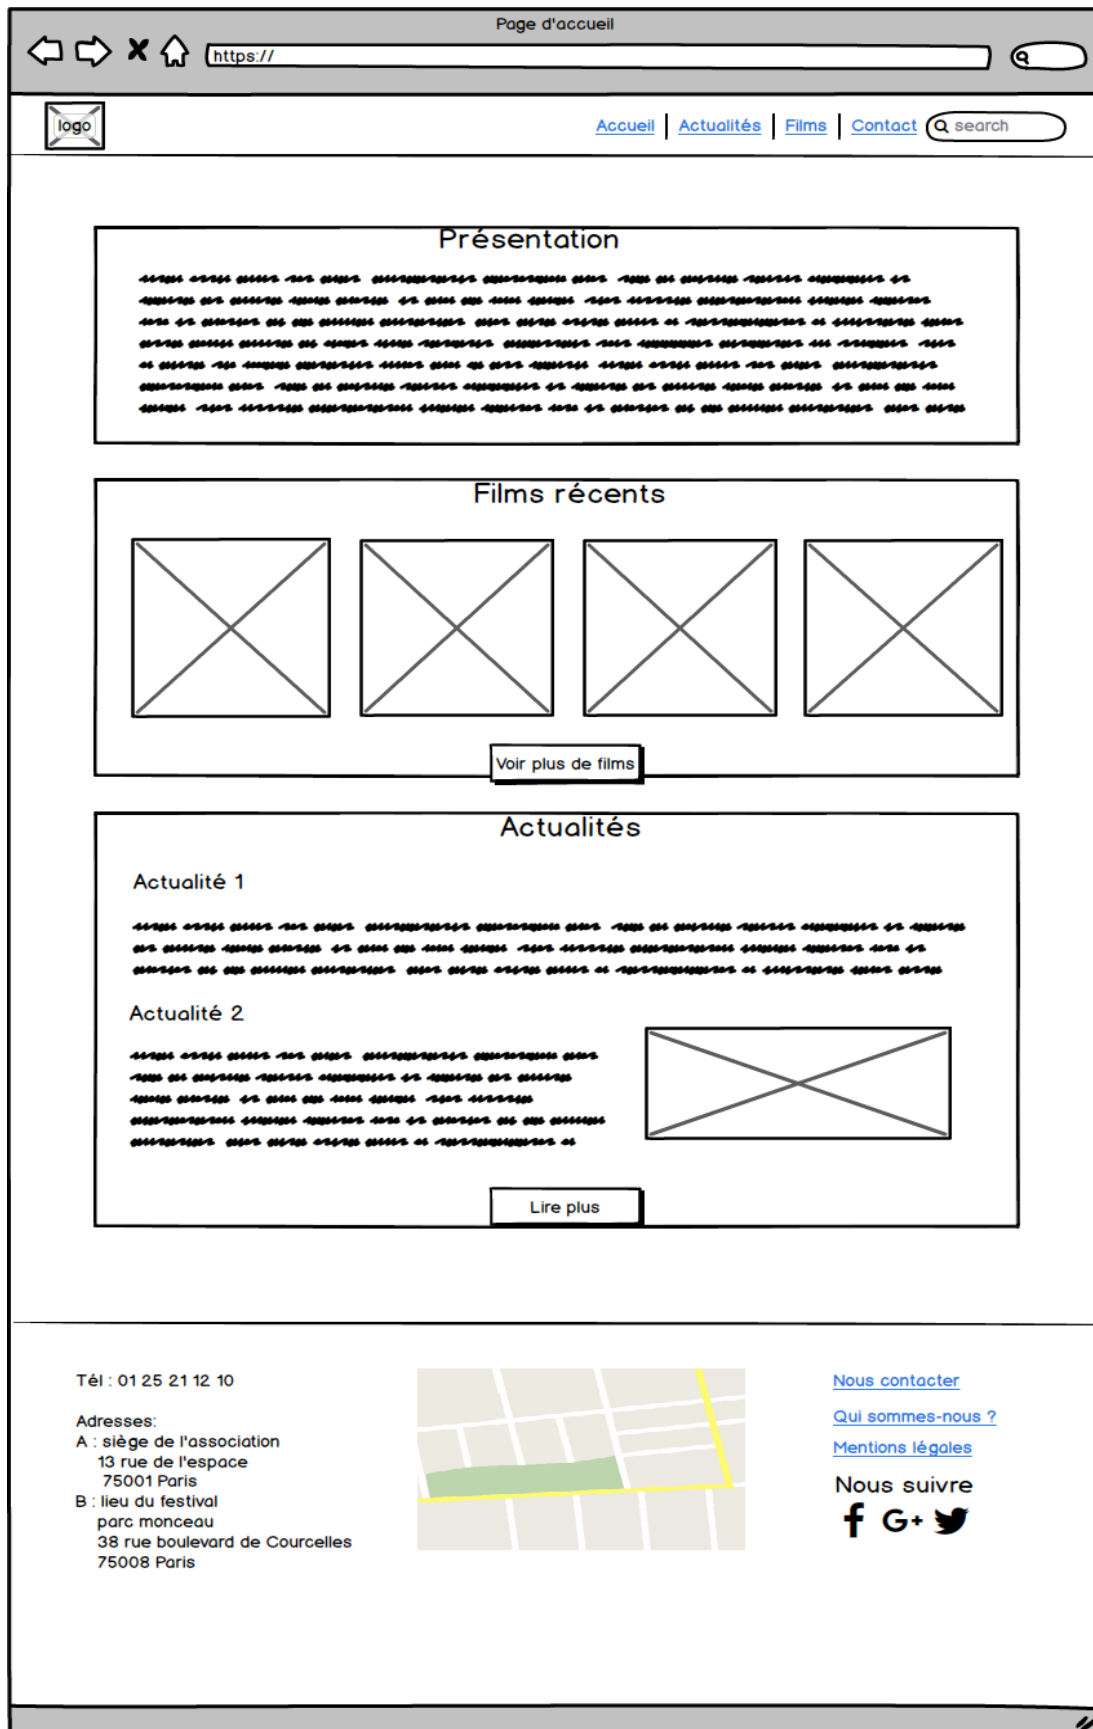 Page d'accueil
https://
logo
Accueil
Actualités
Films
Contact
search
Présentation
Films récents
Voir plus de films
Actualités
Actualité 1
Actualité 2
Lire plus
Tél : 01 25 21 12 10
Adresses:
A : siège de l'association
13 rue de l'espace
75001 Paris
B : lieu du festival
parc monceau
38 rue boulevard de Courcelles
75008 Paris
Nous contacter
Qui sommes-nous ?
Mentions légales
Nous suivre
G+